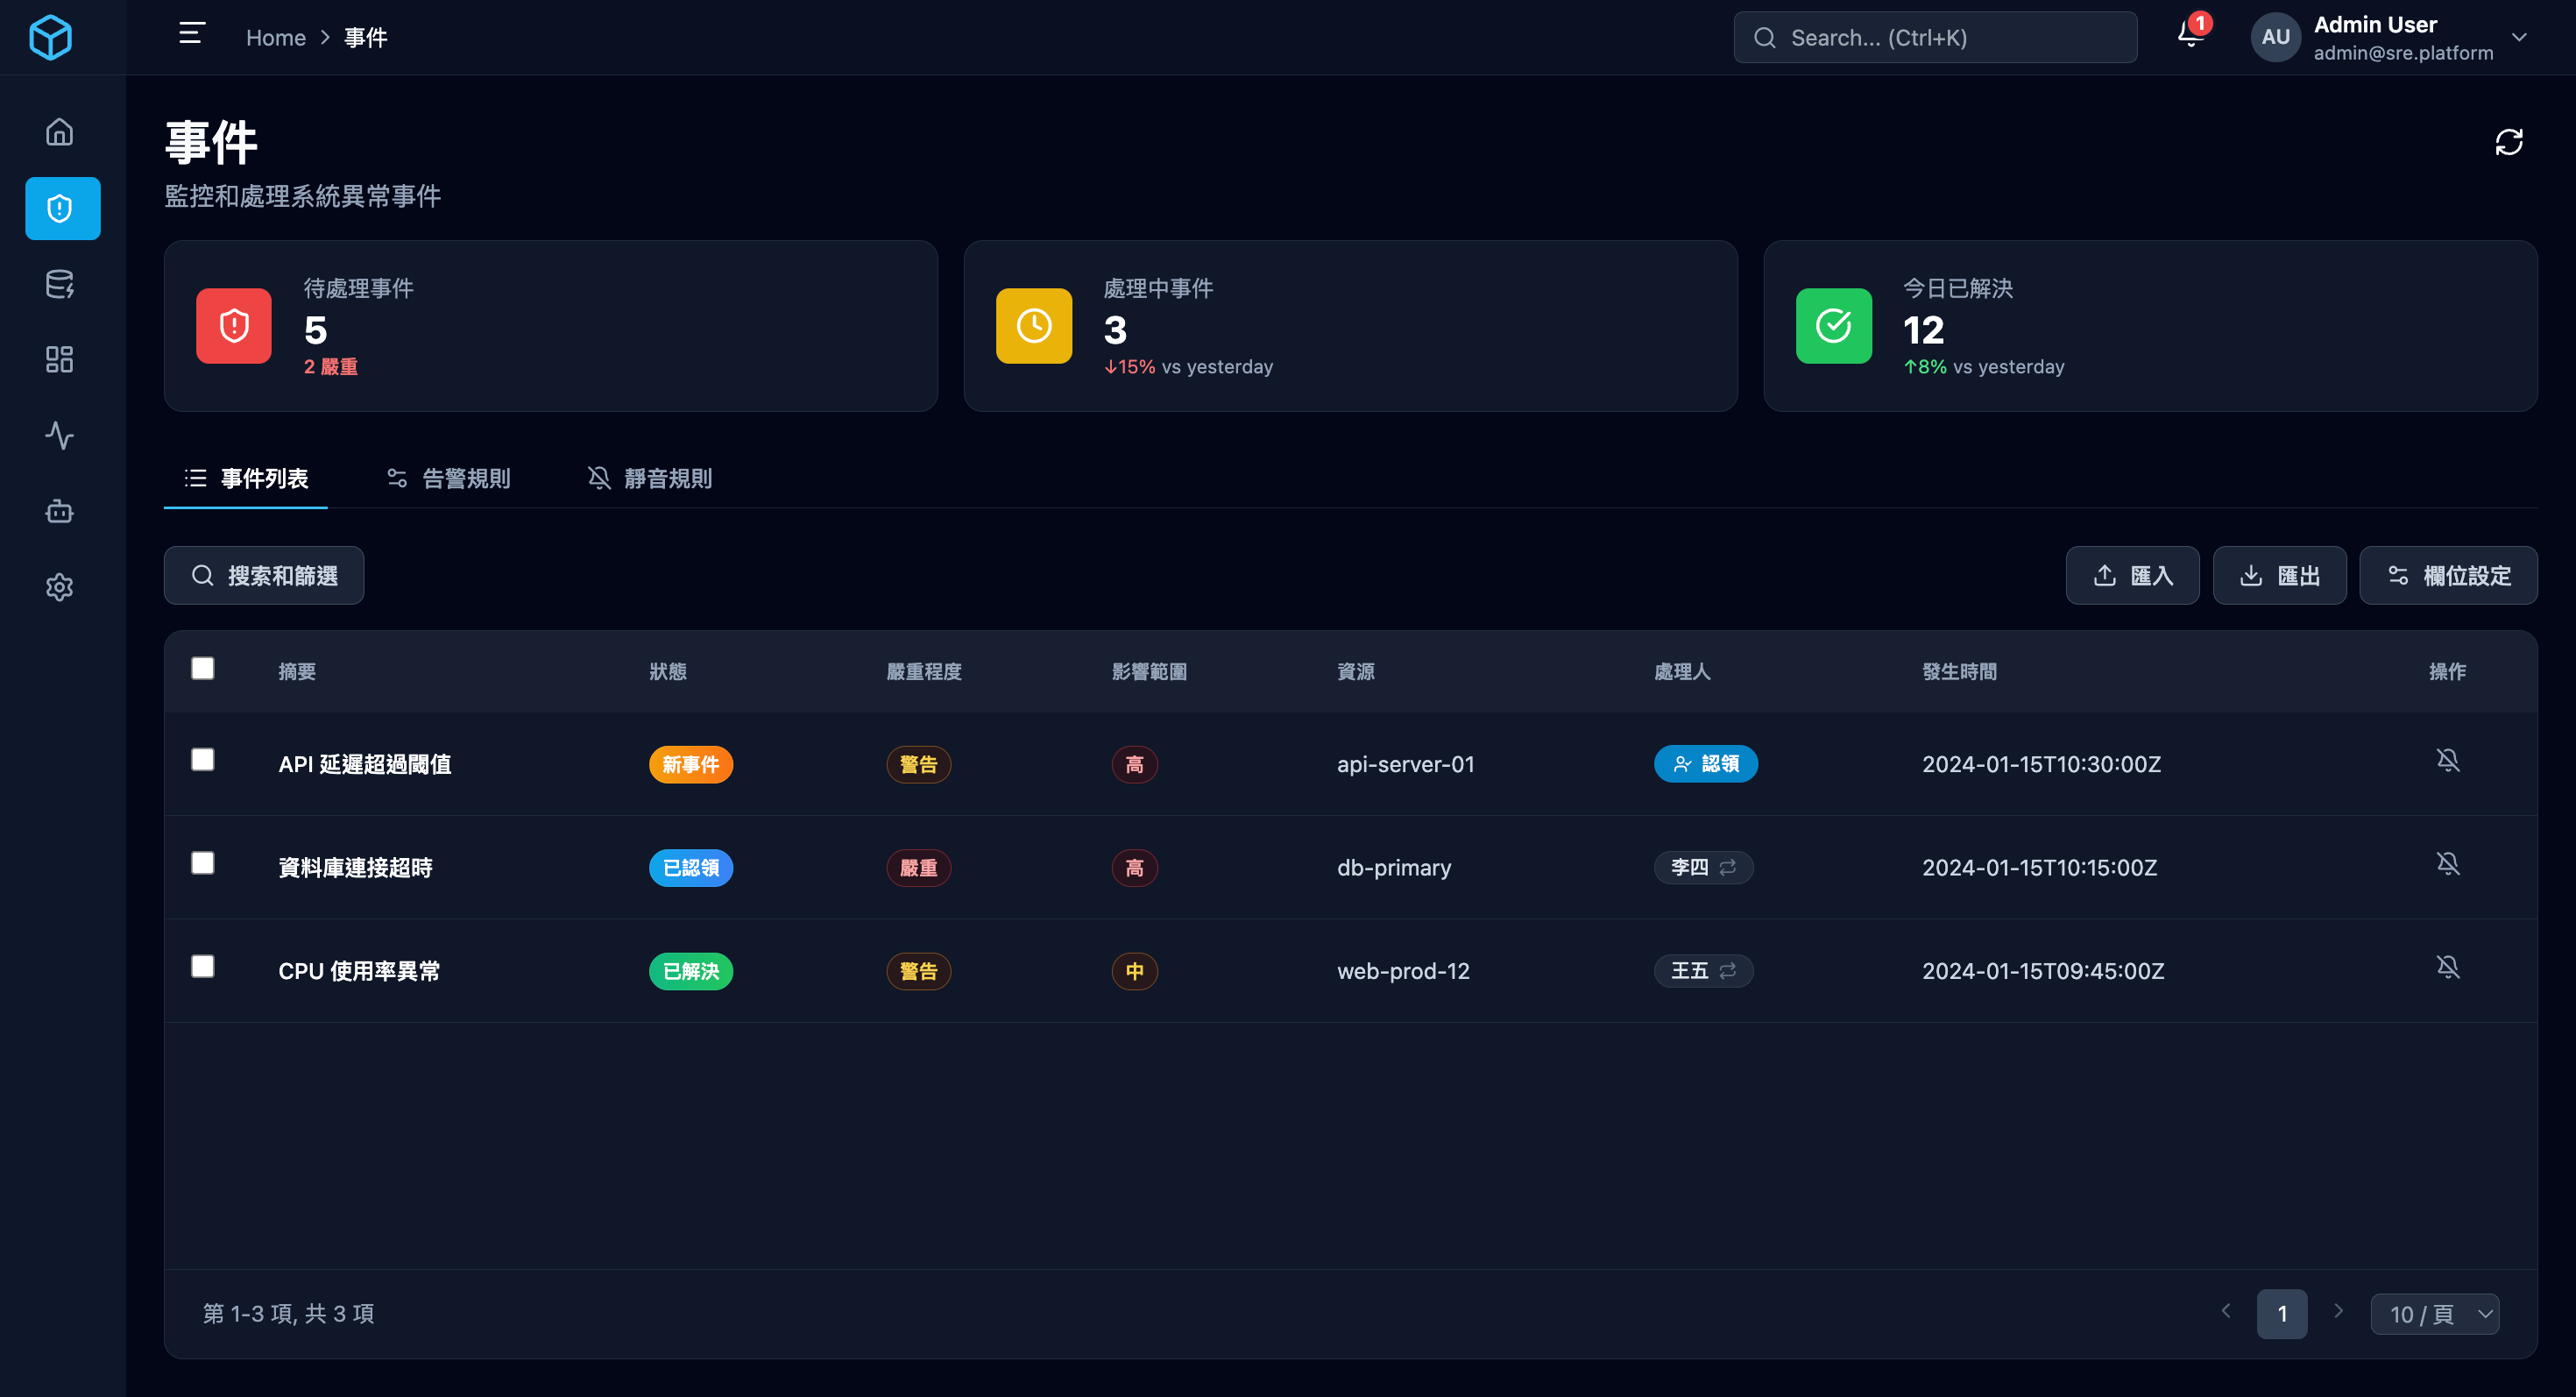 Home > 事件
Search... (Ctrl+K)
1
AU
Admin User
admin@sre.platform
事件
監控和處理系統異常事件
待處理事件
5
2 嚴重
處理中事件
3
↓15% vs yesterday
今日已解決
12
↑8% vs yesterday
事件列表
告警規則
靜音規則
搜索和篩選
匯入
匯出
欄位設定
摘要 狀態 嚴重程度 影響範圍 資源 處理人 發生時間 操作
API 延遲超過閾值 新事件 警告 高 api-server-01 認領 2024-01-15T10:30:00Z
資料庫連接超時 已認領 嚴重 高 db-primary 李四 2024-01-15T10:15:00Z
CPU 使用率異常 已解決 警告 中 web-prod-12 王五 2024-01-15T09:45:00Z
第 1-3 項, 共 3 項
1
10 / 頁